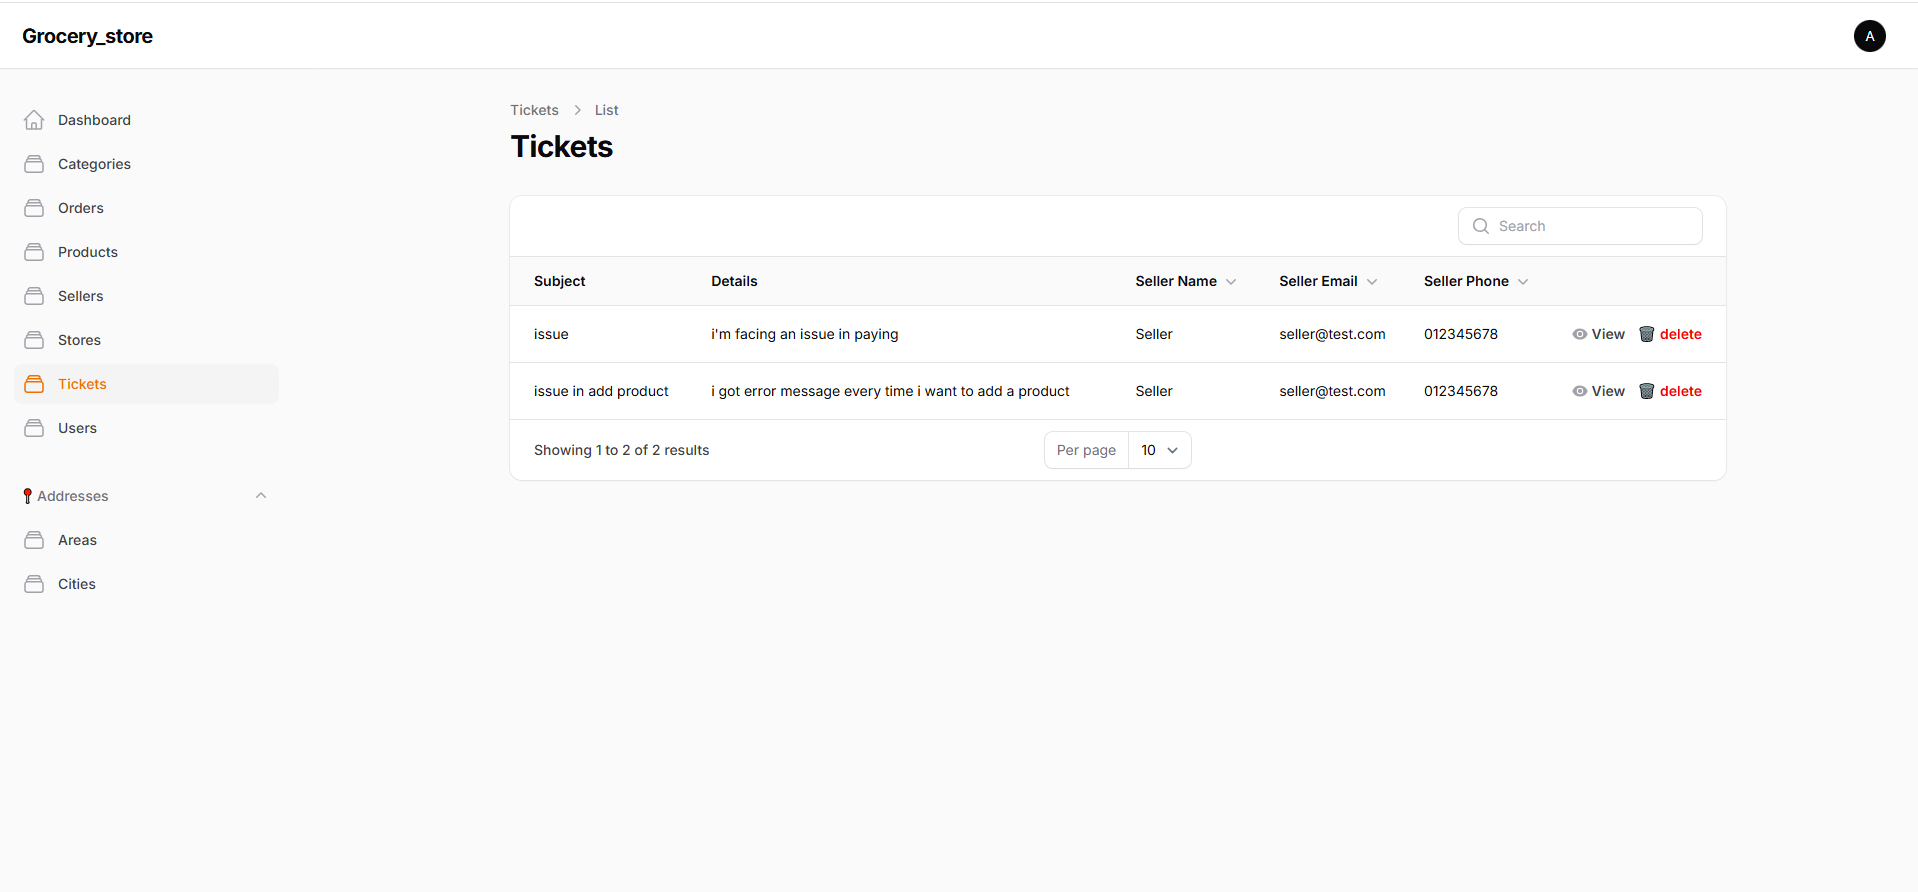 Grocery_store
A
Dashboard
Categories
Orders
Products
Sellers
Stores
Tickets
Users
Addresses
Areas
Cities
Tickets > List
Tickets
Search
Subject Details Seller Name Seller Email Seller Phone
issue i'm facing an issue in paying Seller seller@test.com 012345678 View delete
issue in add product i got error message every time i want to add a product Seller seller@test.com 012345678 View delete
Showing 1 to 2 of 2 results Per page 10